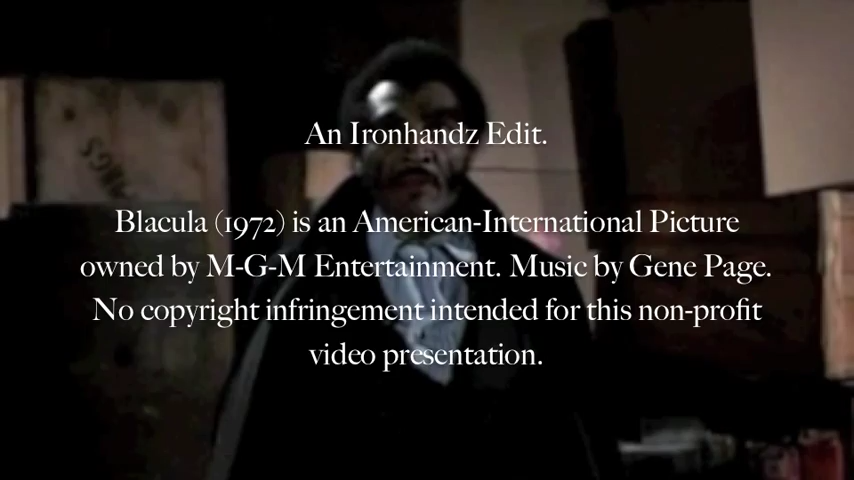 An Ironhandz Edit.
Blacula (1972) is an American-International Picture
owned by M-G-M Entertainment. Music by Gene Page.
No copyright infringement intended for this non-profit
video presentation.